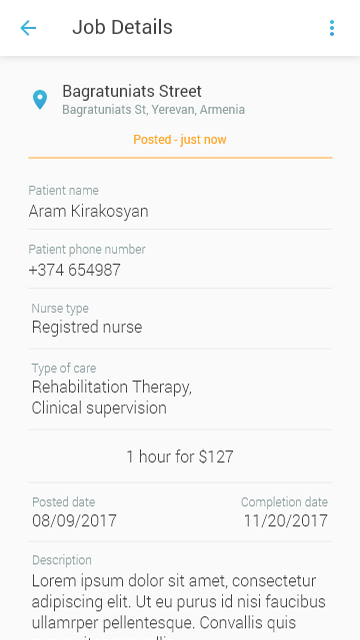 Job Details
Bagratuniats Street
Bagratuniats St, Yerevan, Armenia
Posted - just now
Patient name
Aram Kirakosyan
Patient phone number
+374 654987
Nurse type
Registred nurse
Type of care
Rehabilitation Therapy,
Clinical supervision
1 hour for $127
Posted date Completion date
08/09/2017 11/20/2017
Description
Lorem ipsum dolor sit amet, consectetur
adipiscing elit. Ut eu purus id nisi faucibus
ullamrper pellentesque. Convallis quis